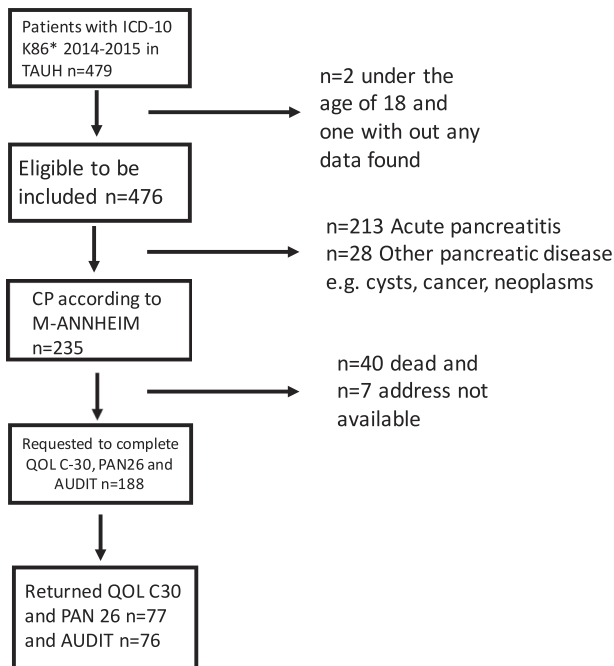 Patients with ICD-10
K86* 2014-2015 in
TAUH n=479
n=2 under the
age of 18 and
one with out any
data found
Eligible to be
included n=476
n=213 Acute pancreatitis
n=28 Other pancreatic disease
e.g. cysts, cancer, neoplasms
CP according to
M-ANNHEIM
n=235
n=40 dead and
n=7 address not
available
Requested to complete
QOL C-30, PAN26 and
AUDIT n=188
Returned QOL C30
and PAN 26 n=77
and AUDIT n=76